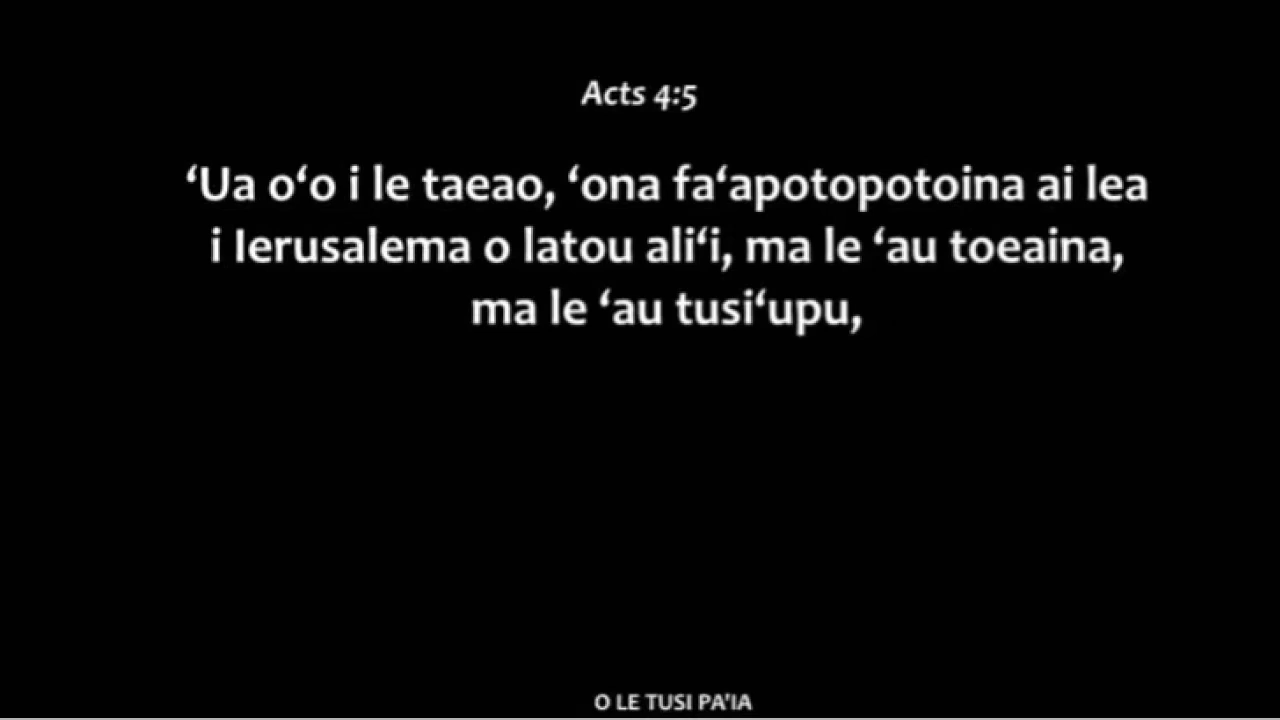 Acts 4:5
‘Ua o‘o i le taeao, ‘ona fa‘apotopotoina ai lea
i Ierusalema o latou ali‘i, ma le ‘au toeaina,
ma le ‘au tusi‘upu,
O LE TUSI PA'IA